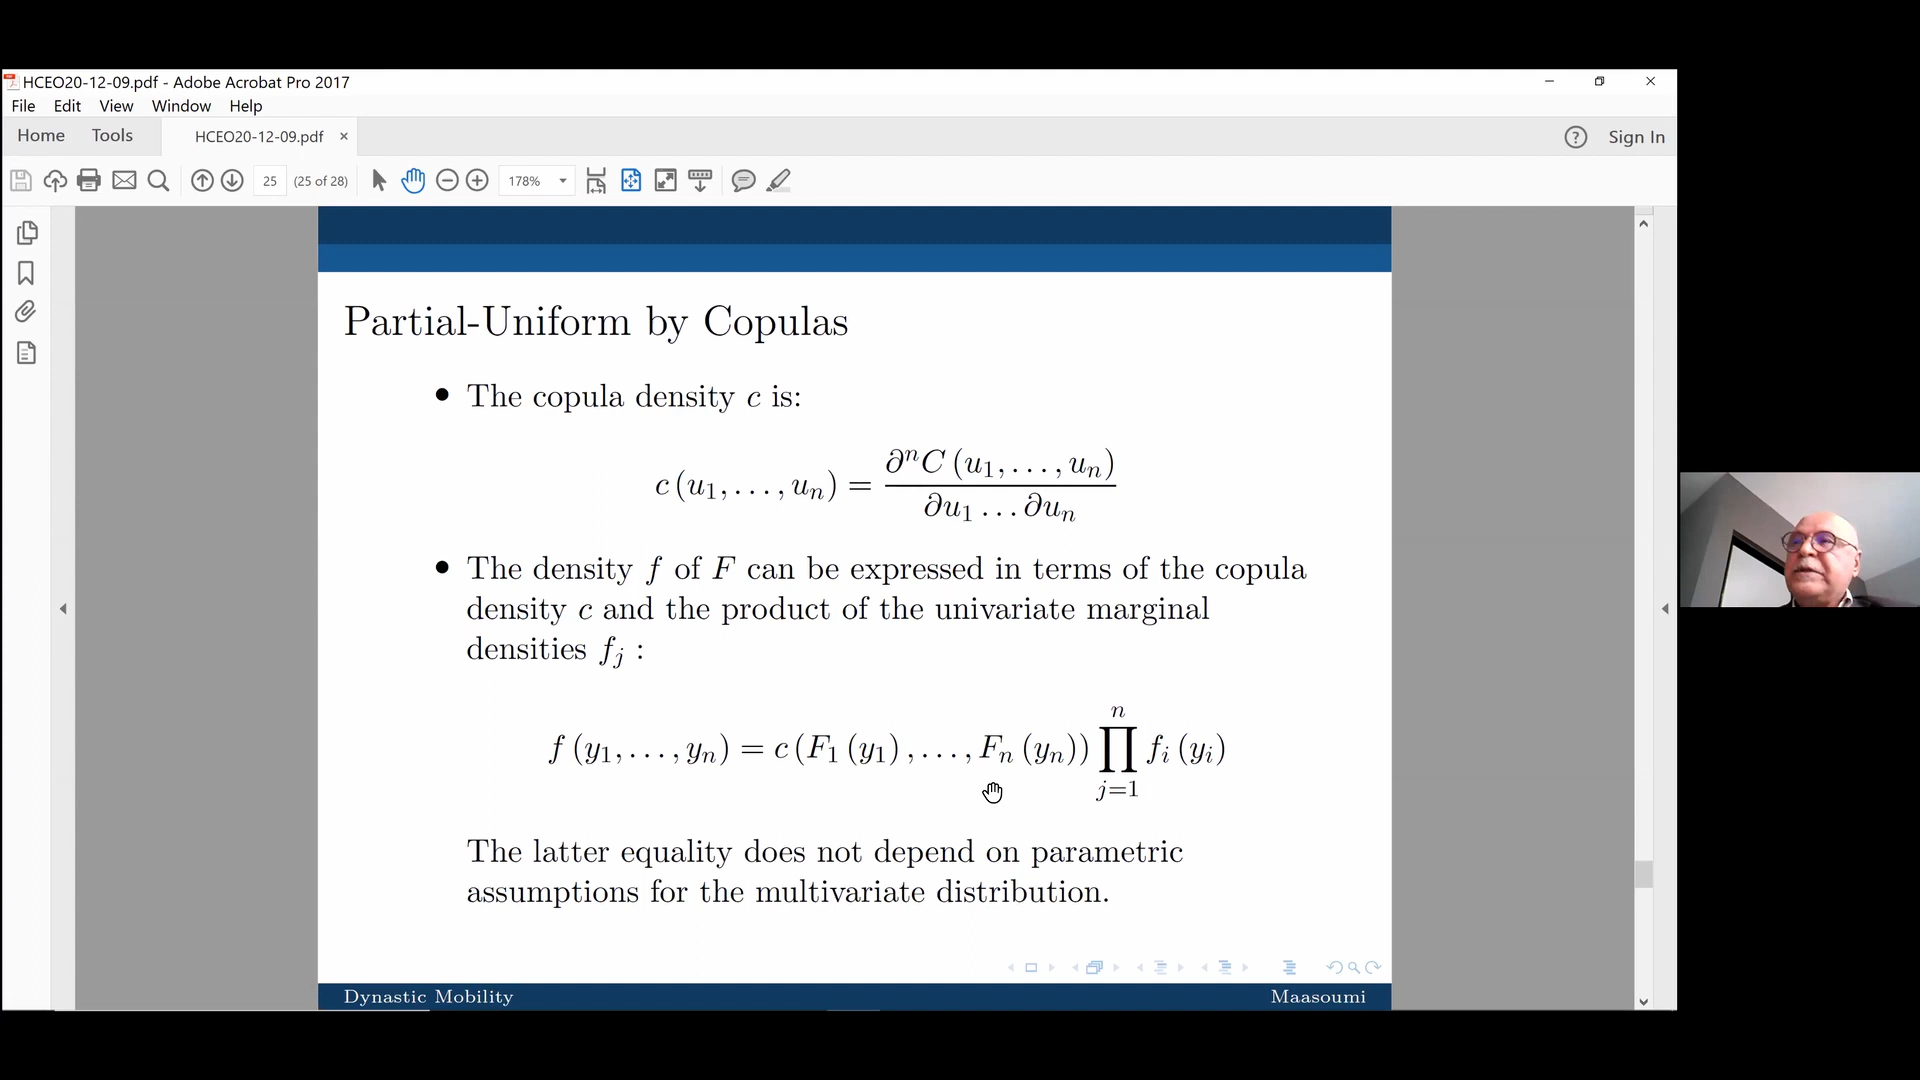 HCEO20-12-09.pdf - Adobe Acrobat Pro 2017
File Edit View Window Help
Home Tools HCEO20-12-09.pdf × ? Sign In
25 (25 of 28) 178%
Partial-Uniform by Copulas
• The copula density c is:
c (u₁, . . . , uₙ) = ∂ⁿC (u₁, . . . , uₙ) / ∂u₁ . . . ∂uₙ
• The density f of F can be expressed in terms of the copula
density c and the product of the univariate marginal
densities fⱼ :
f (y₁, . . . , yₙ) = c (F₁ (y₁) , . . . , Fₙ (yₙ)) ∏ⁿⱼ₌₁ fᵢ (yᵢ)
The latter equality does not depend on parametric
assumptions for the multivariate distribution.
Dynastic Mobility Maasoumi